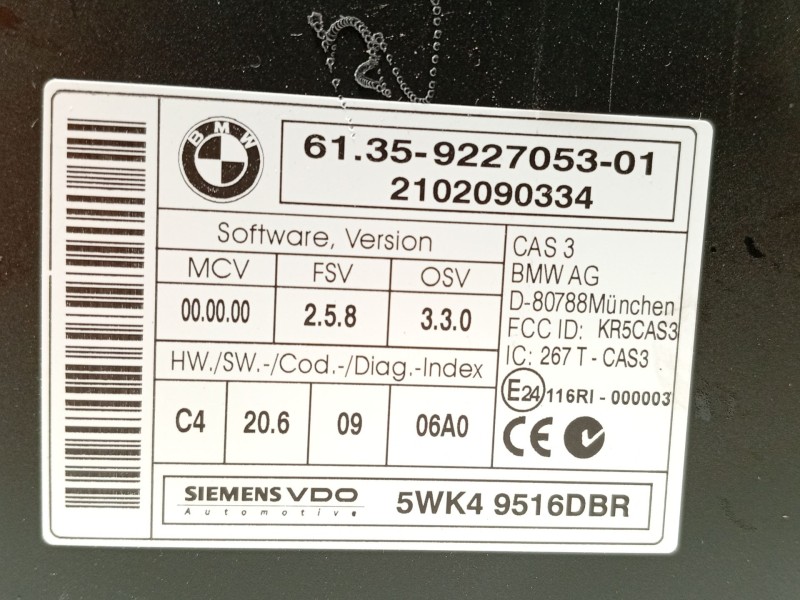 BMW
61.35-9227053-01
2102090334
Software, Version
MCV FSV OSV
00.00.00 2.5.8 3.3.0
HW./SW.-/Cod.-/Diag.-Index
C4 20.6 09 06A0
CAS 3
BMW AG
D-80788München
FCC ID: KR5CAS3
IC: 267 T - CAS3
E24 116RI - 000003
CE
SIEMENS VDO
Automotive
5WK4 9516DBR